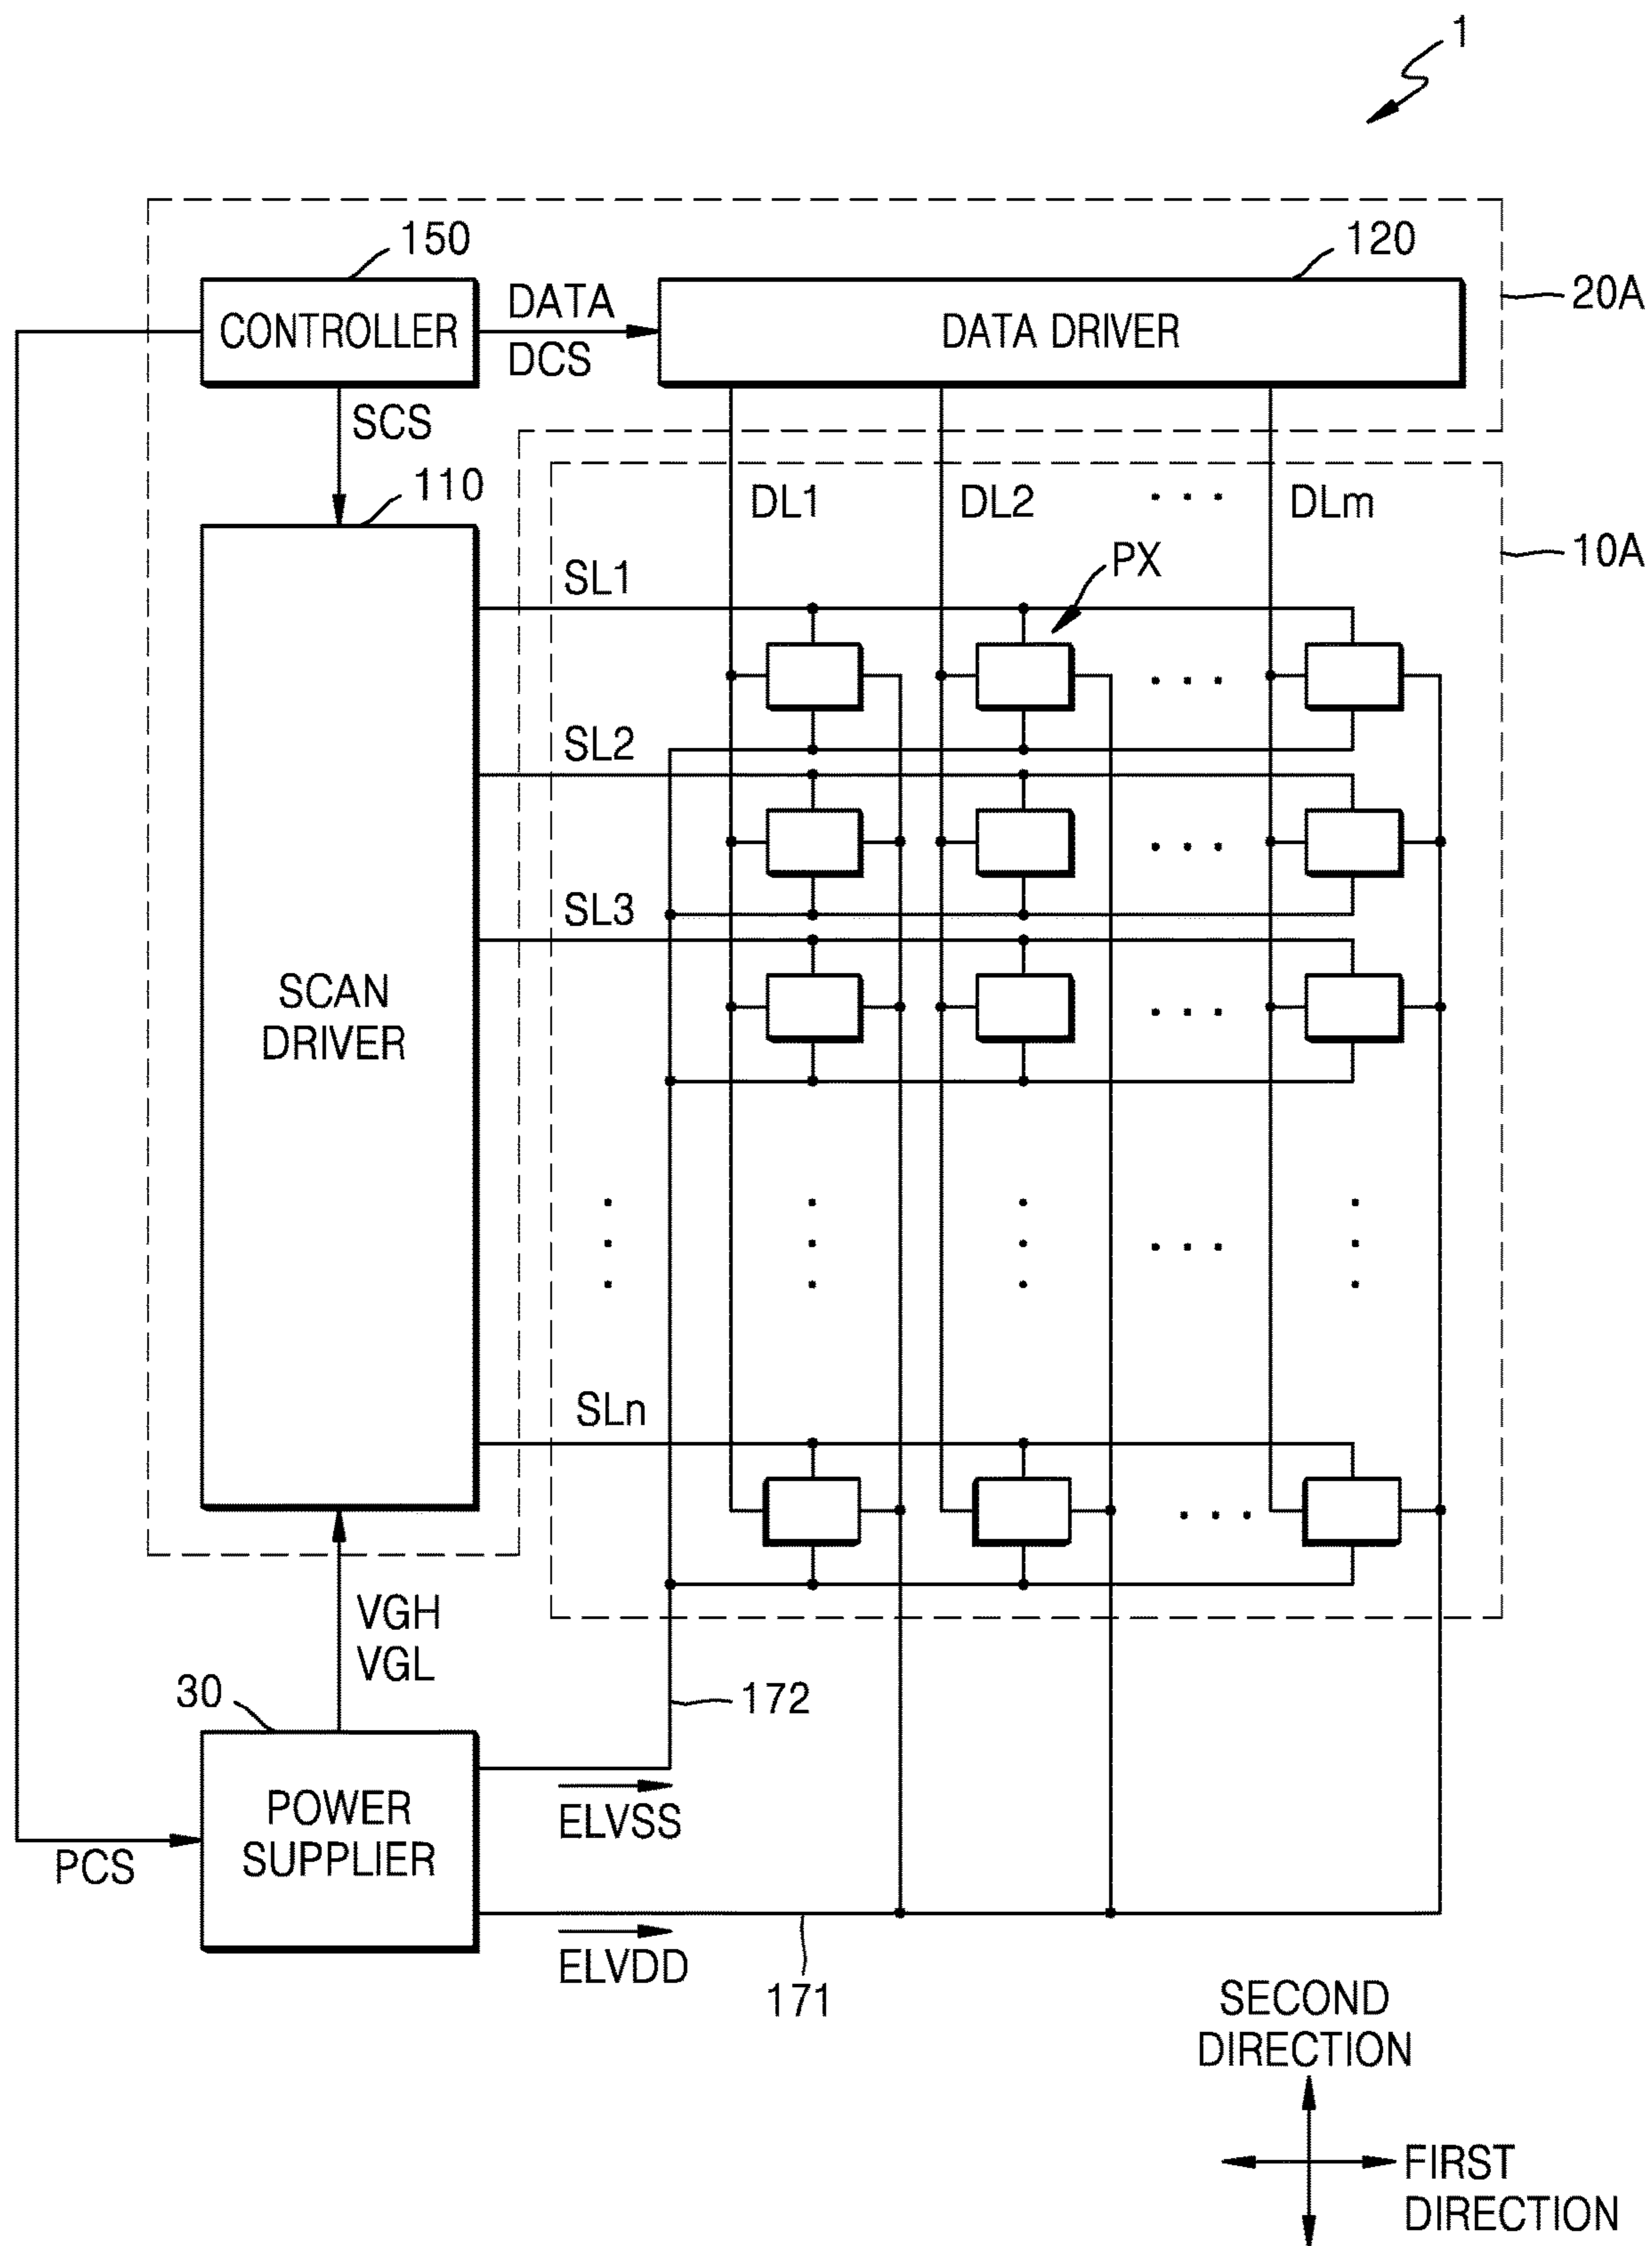 1
150
120
CONTROLLER
DATA
DCS
DATA DRIVER
20A
SCS
110
DL1
DL2
DLm
10A
PX
SL1
SL2
SL3
SCAN
DRIVER
SLn
VGH
VGL
30
172
POWER
SUPPLIER
ELVSS
PCS
ELVDD
171
SECOND
DIRECTION
FIRST
DIRECTION